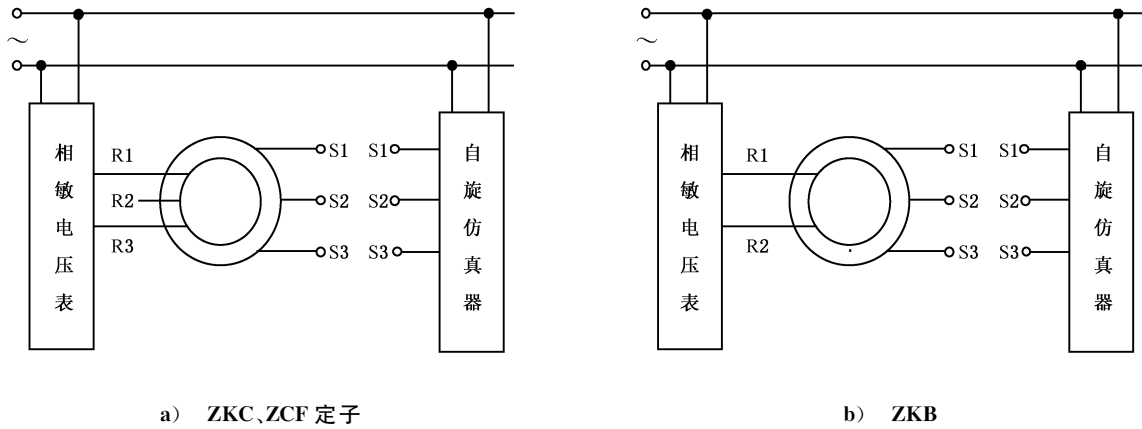 ～
相敏电压表
R1
R2
R3
S1
S2
S3
S1
S2
S3
自旋仿真器
a） ZKC、ZCF 定子
～
相敏电压表
R1
R2
S1
S2
S3
S1
S2
S3
自旋仿真器
b） ZKB